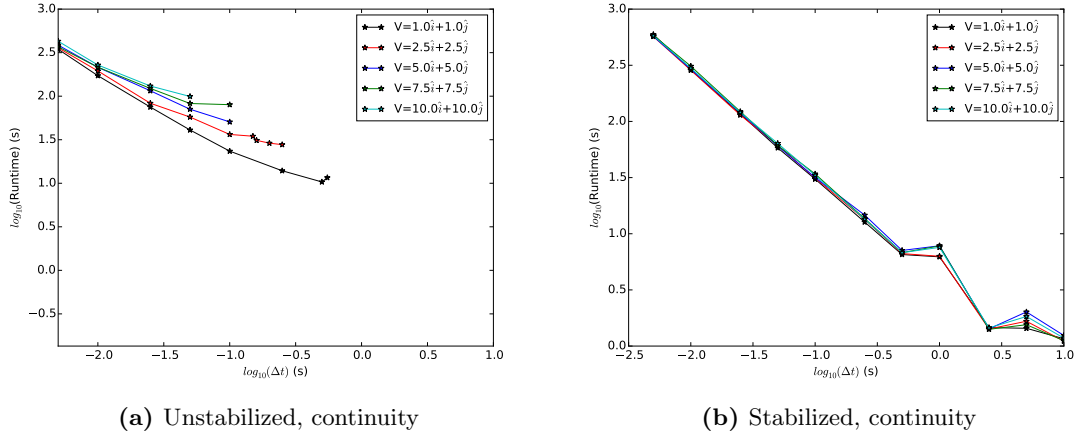 3.0
2.5
2.0
1.5
1.0
0.5
0.0
−0.5
−2.0 −1.5 −1.0 −0.5 0.0 0.5 1.0
log₁₀(Δt) (s)
log₁₀(Runtime) (s)
V=1.0î+1.0ĵ
V=2.5î+2.5ĵ
V=5.0î+5.0ĵ
V=7.5î+7.5ĵ
V=10.0î+10.0ĵ
(a) Unstabilized, continuity
3.0
2.5
2.0
1.5
1.0
0.5
0.0
−2.5 −2.0 −1.5 −1.0 −0.5 0.0 0.5 1.0
log₁₀(Δt) (s)
log₁₀(Runtime) (s)
V=1.0î+1.0ĵ
V=2.5î+2.5ĵ
V=5.0î+5.0ĵ
V=7.5î+7.5ĵ
V=10.0î+10.0ĵ
(b) Stabilized, continuity